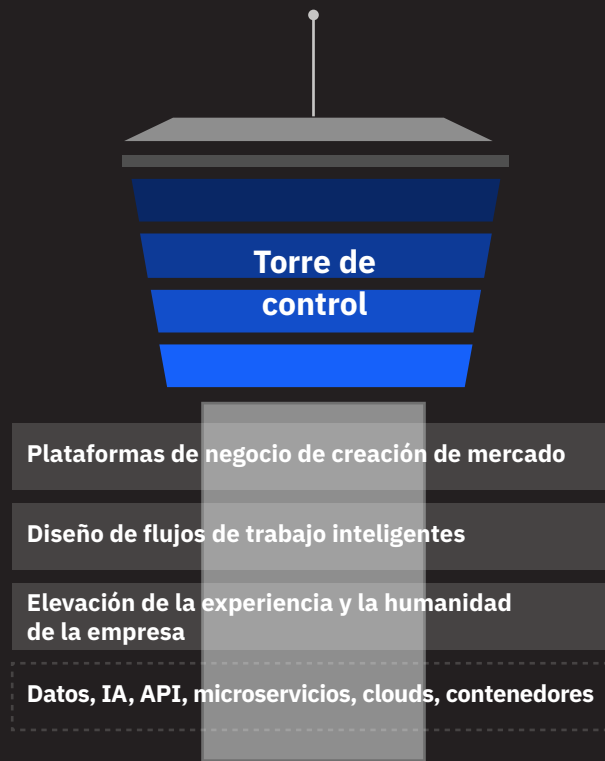 Torre de
control
Plataformas de negocio de creación de mercado
Diseño de flujos de trabajo inteligentes
Elevación de la experiencia y la humanidad
de la empresa
Datos, IA, API, microservicios, clouds, contenedores